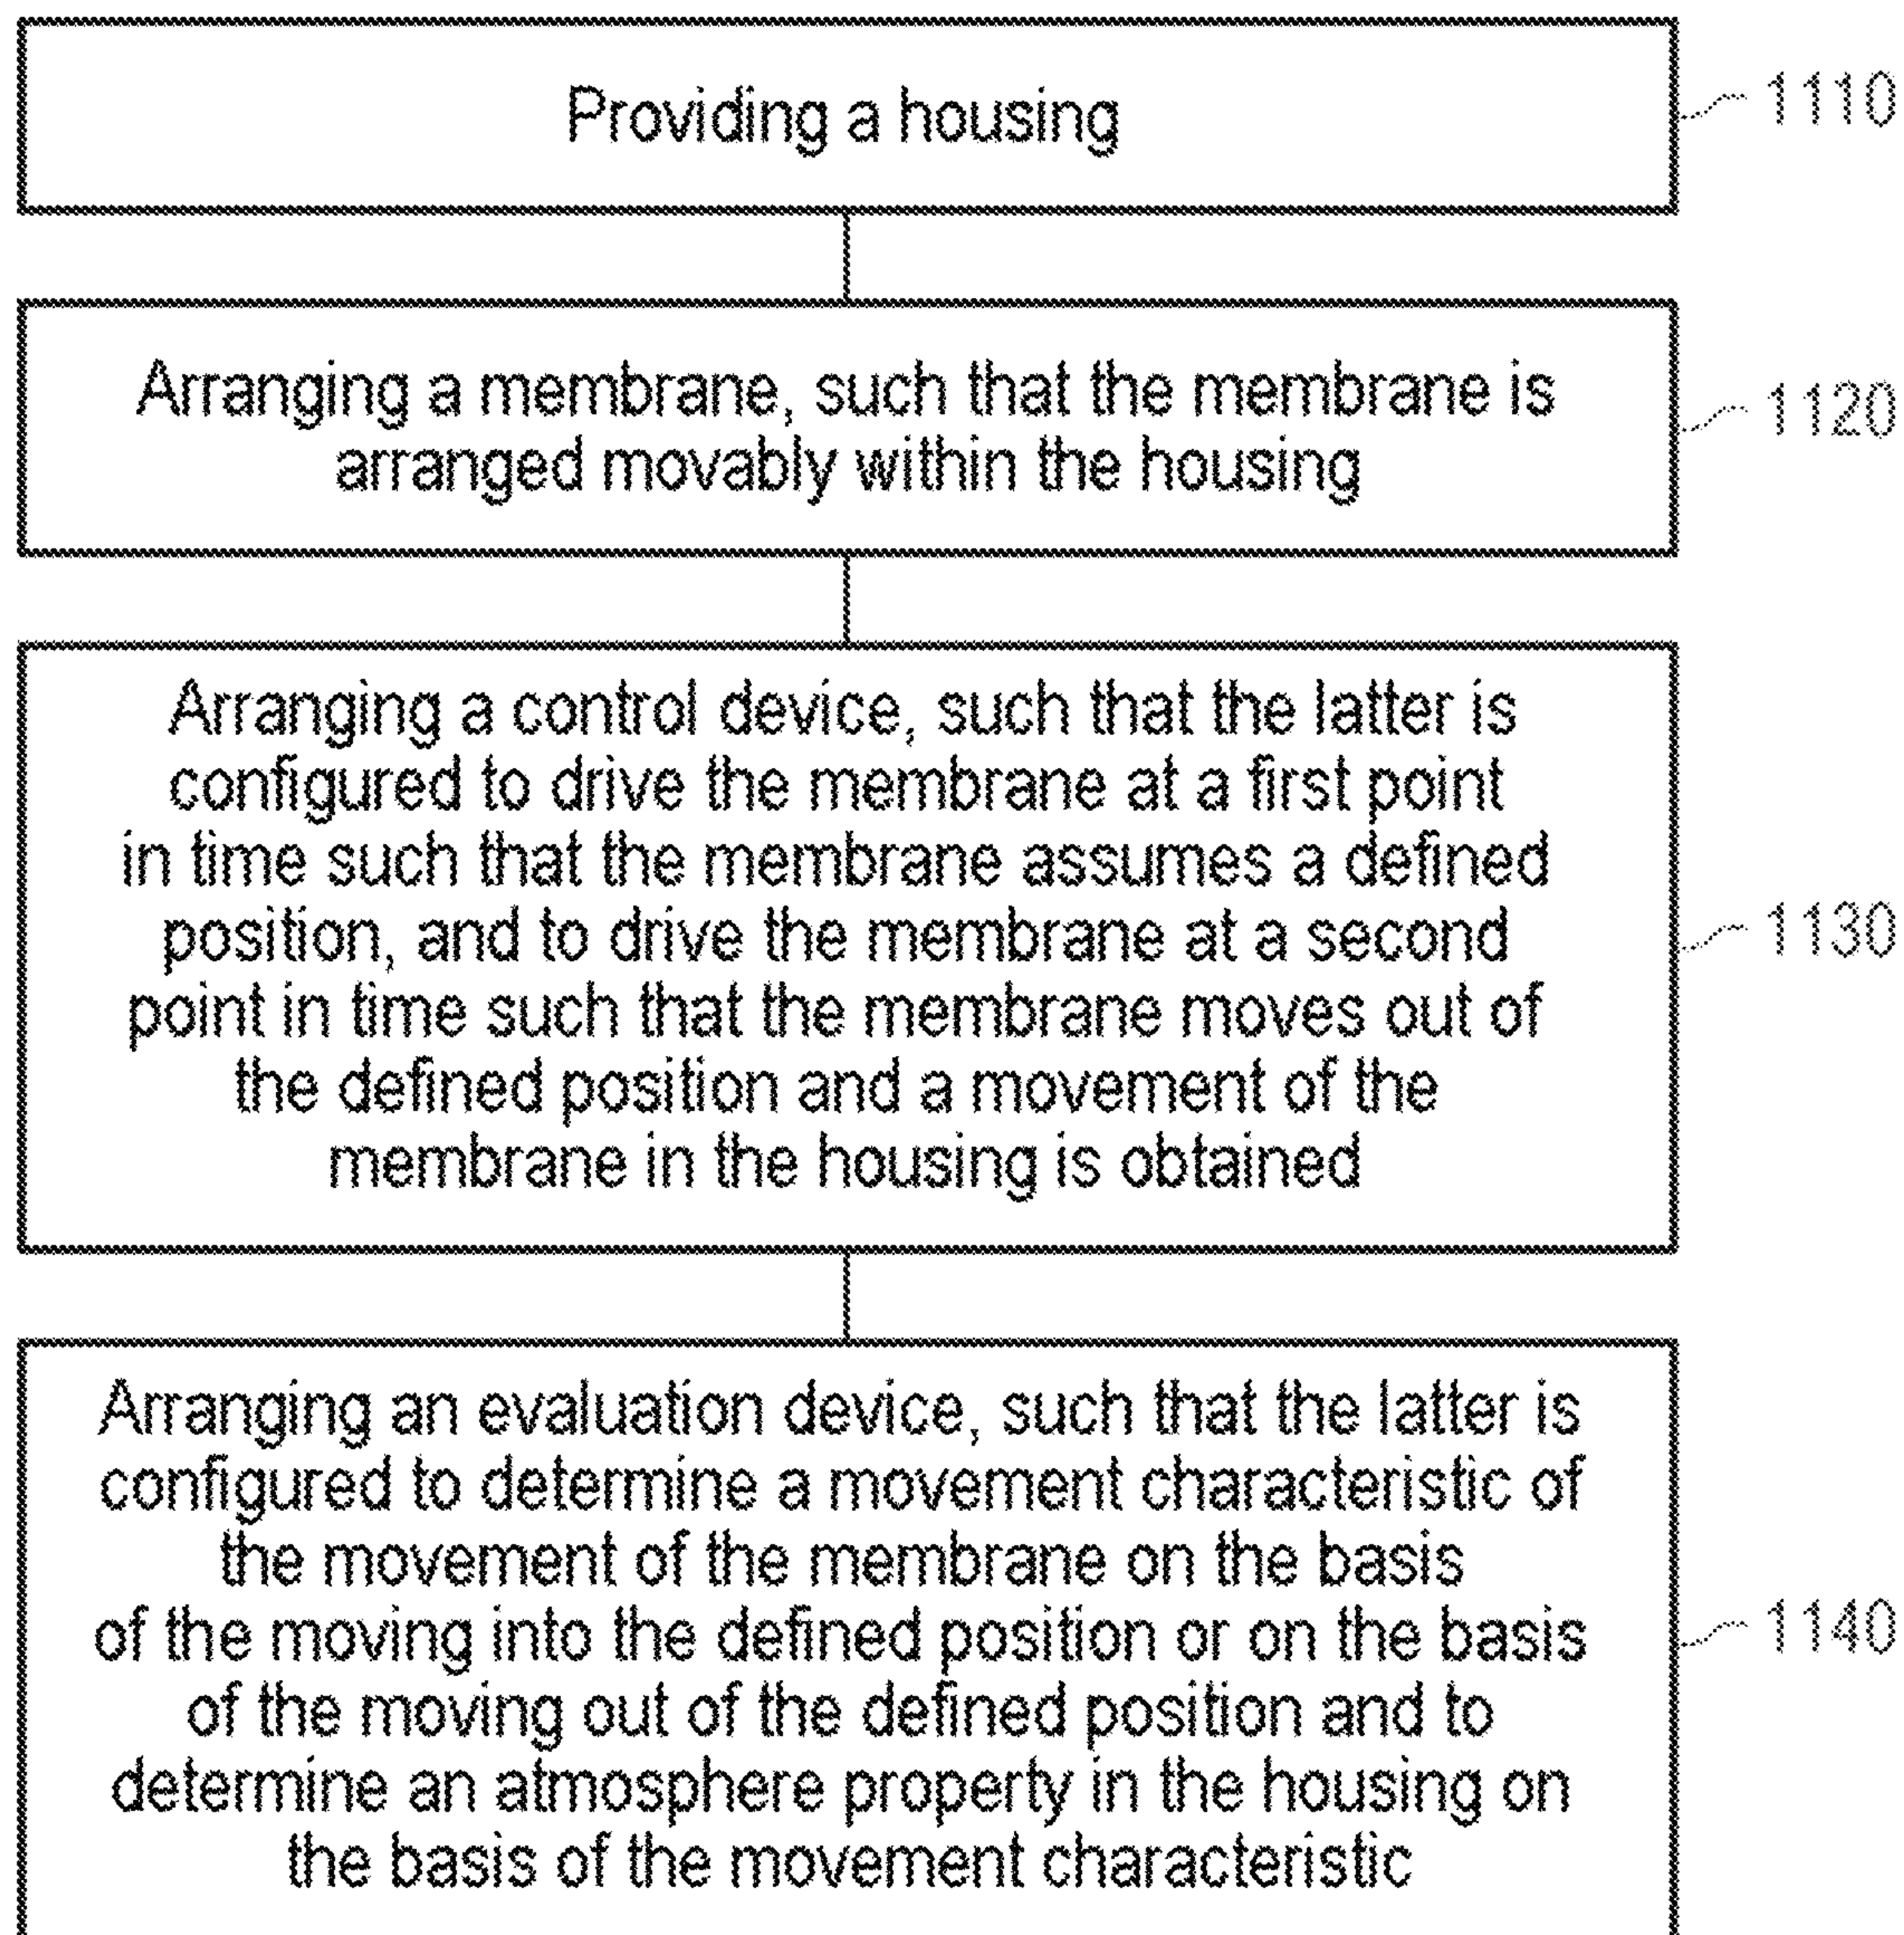 Providing a housing
1110
Arranging a membrane, such that the membrane is
arranged movably within the housing
1120
Arranging a control device, such that the latter is
configured to drive the membrane at a first point
in time such that the membrane assumes a defined
position, and to drive the membrane at a second
point in time such that the membrane moves out of
the defined position and a movement of the
membrane in the housing is obtained
1130
Arranging an evaluation device, such that the latter is
configured to determine a movement characteristic of
the movement of the membrane on the basis
of the moving into the defined position or on the basis
of the moving out of the defined position and to
determine an atmosphere property in the housing on
the basis of the movement characteristic
1140